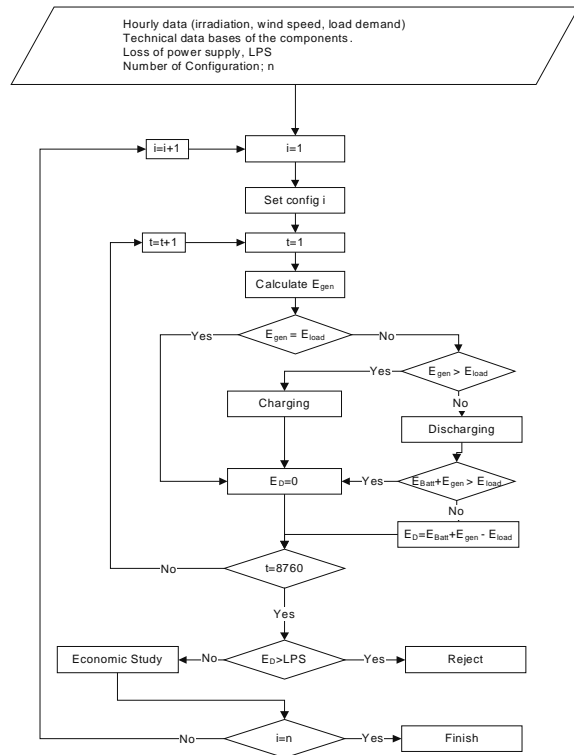 Hourly data (irradiation, wind speed, load demand)
Technical data bases of the components.
Loss of power supply, LPS
Number of Configuration; n
i=i+1
i=1
Set config i
t=t+1
t=1
Calculate Egen
Yes
Egen = Eload
No
Yes
Egen > Eload
Charging
No
Discharging
ED=0
Yes
EBatt+Egen > Eload
No
ED=EBatt+Egen - Eload
No
t=8760
Yes
Economic Study
No
ED>LPS
Yes
Reject
No
i=n
Yes
Finish